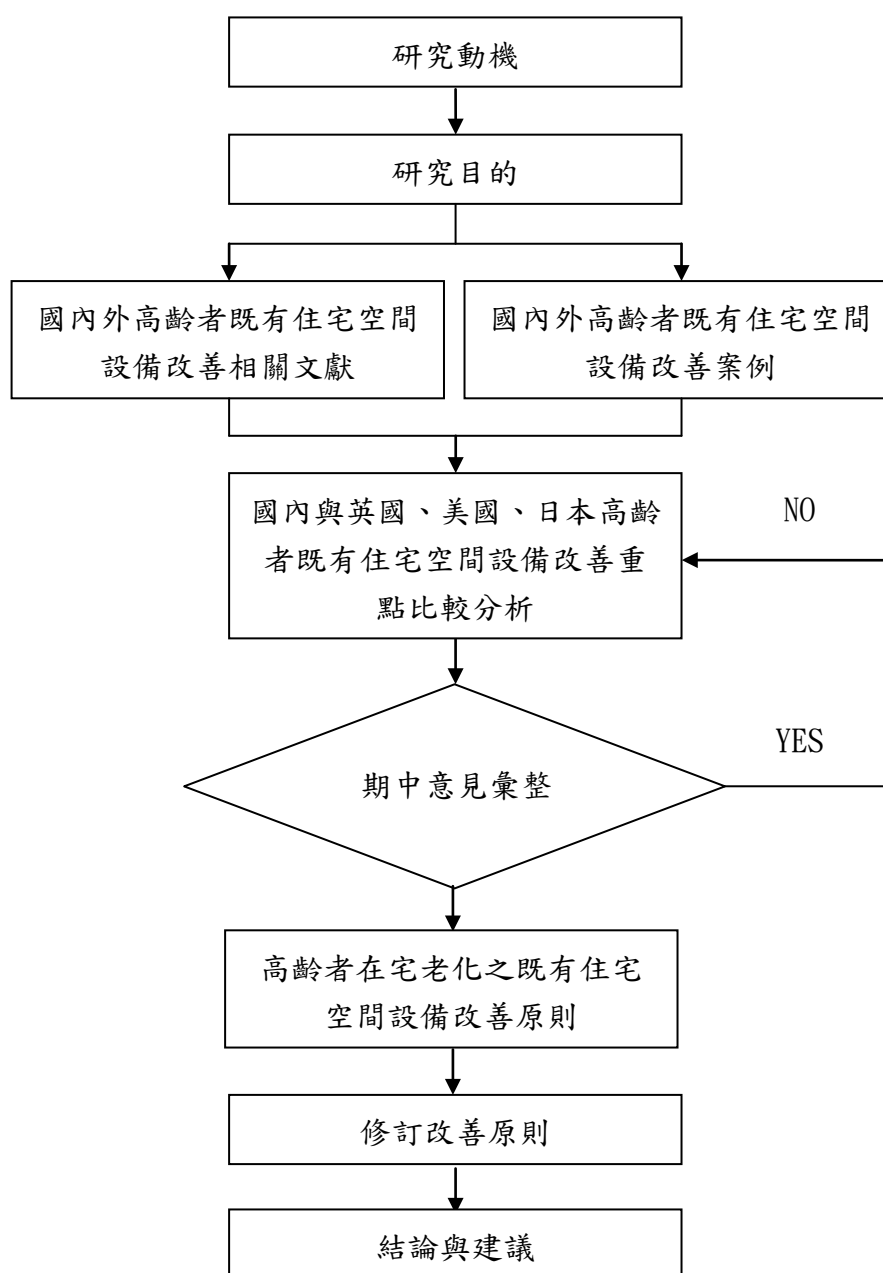 研究動機
研究目的
國內外高齡者既有住宅空間
設備改善相關文獻
國內外高齡者既有住宅空間
設備改善案例
國內與英國、美國、日本高齡
者既有住宅空間設備改善重
點比較分析
NO
YES
期中意見彙整
高齡者在宅老化之既有住宅
空間設備改善原則
修訂改善原則
結論與建議